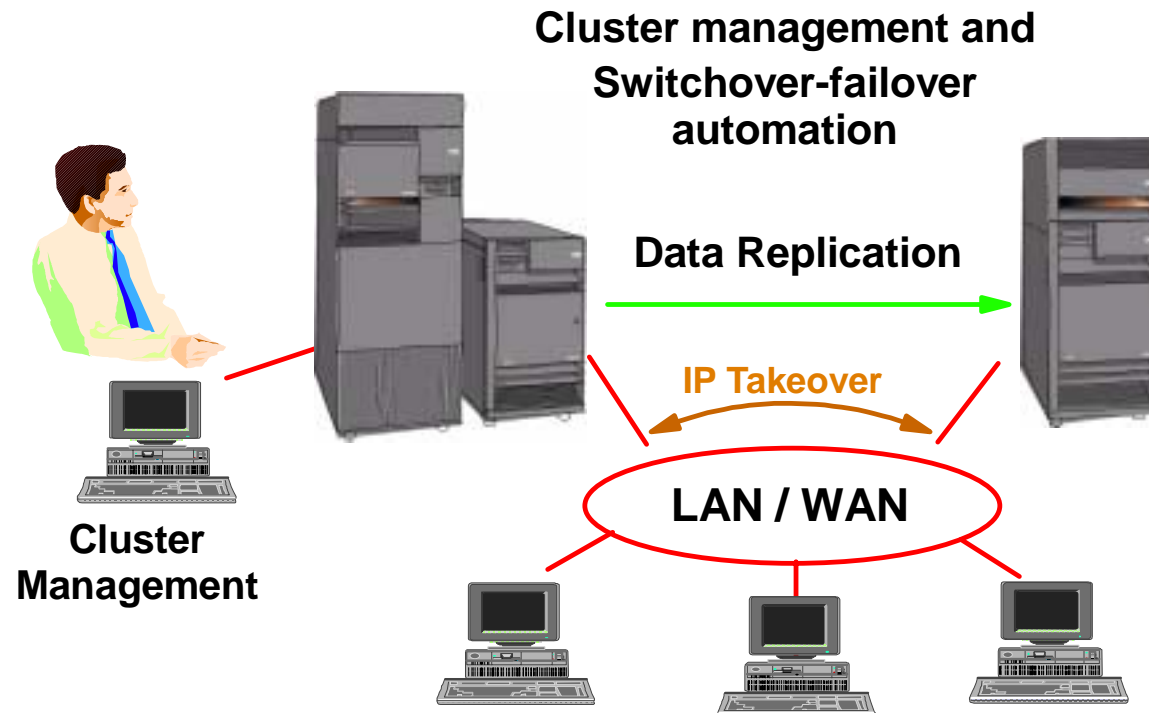 Cluster management and
Switchover-failover
automation
Data Replication
IP Takeover
LAN / WAN
Cluster
Management